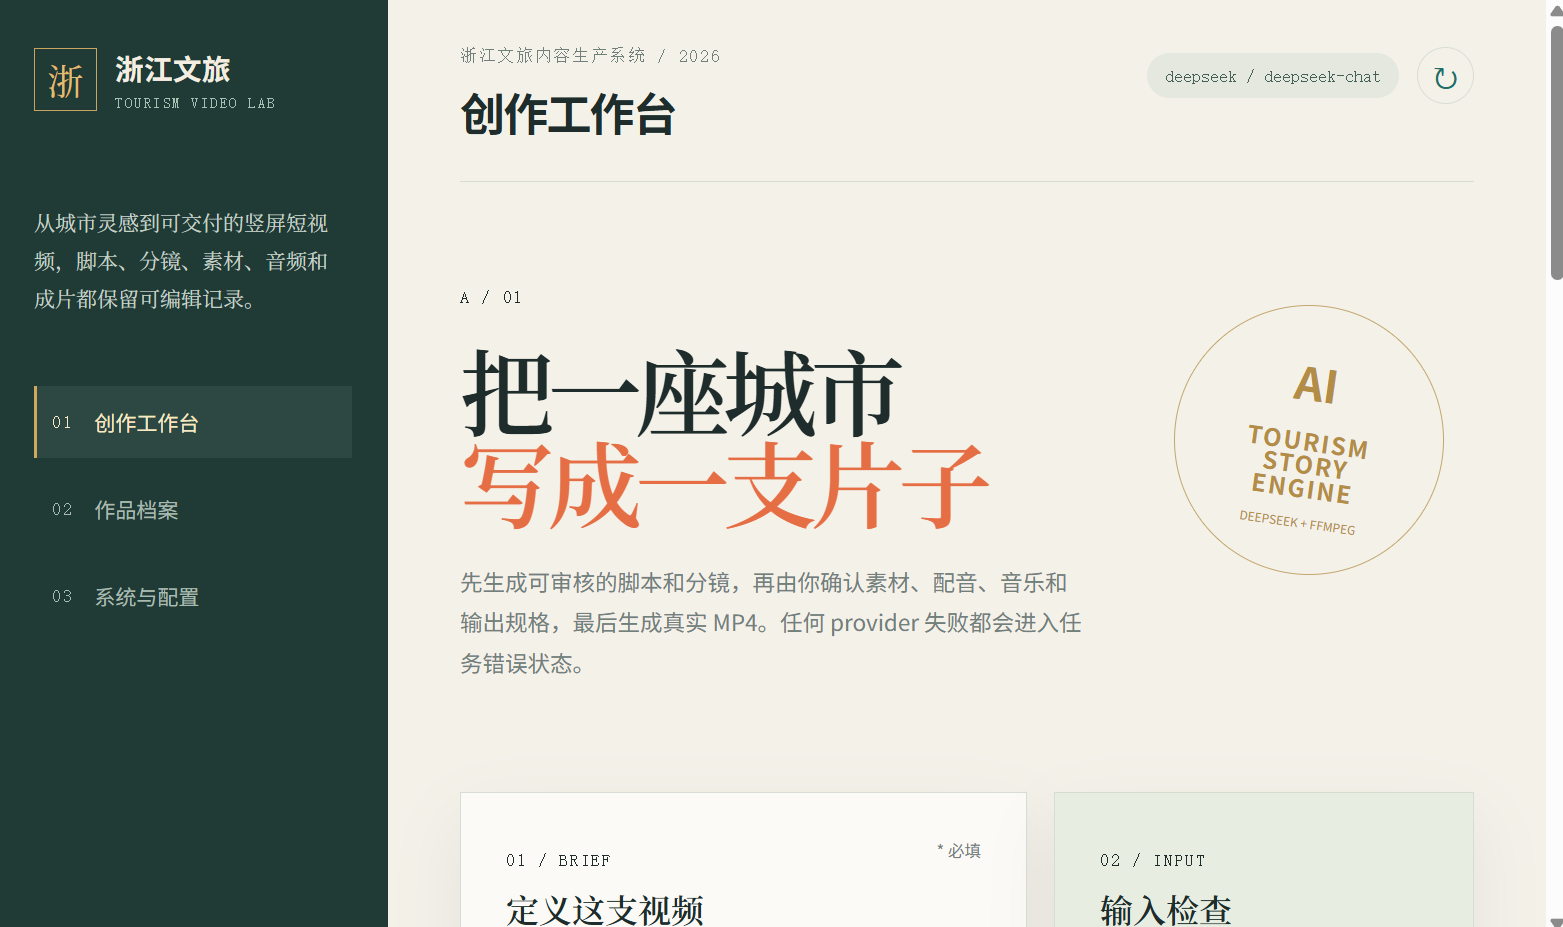 浙
浙江文旅
TOURISM VIDEO LAB
从城市灵感到可交付的竖屏短视
频，脚本、分镜、素材、音频和
成片都保留可编辑记录。
01 创作工作台
02 作品档案
03 系统与配置
浙江文旅内容生产系统 / 2026
创作工作台
deepseek / deepseek-chat
↻
A / 01
把一座城市
写成一支片子
先生成可审核的脚本和分镜，再由你确认素材、配音、音乐和
输出规格，最后生成真实 MP4。任何 provider 失败都会进入任
务错误状态。
AI
TOURISM
STORY
ENGINE
DEEPSEEK + FFMPEG
01 / BRIEF
* 必填
定义这支视频
02 / INPUT
输入检查